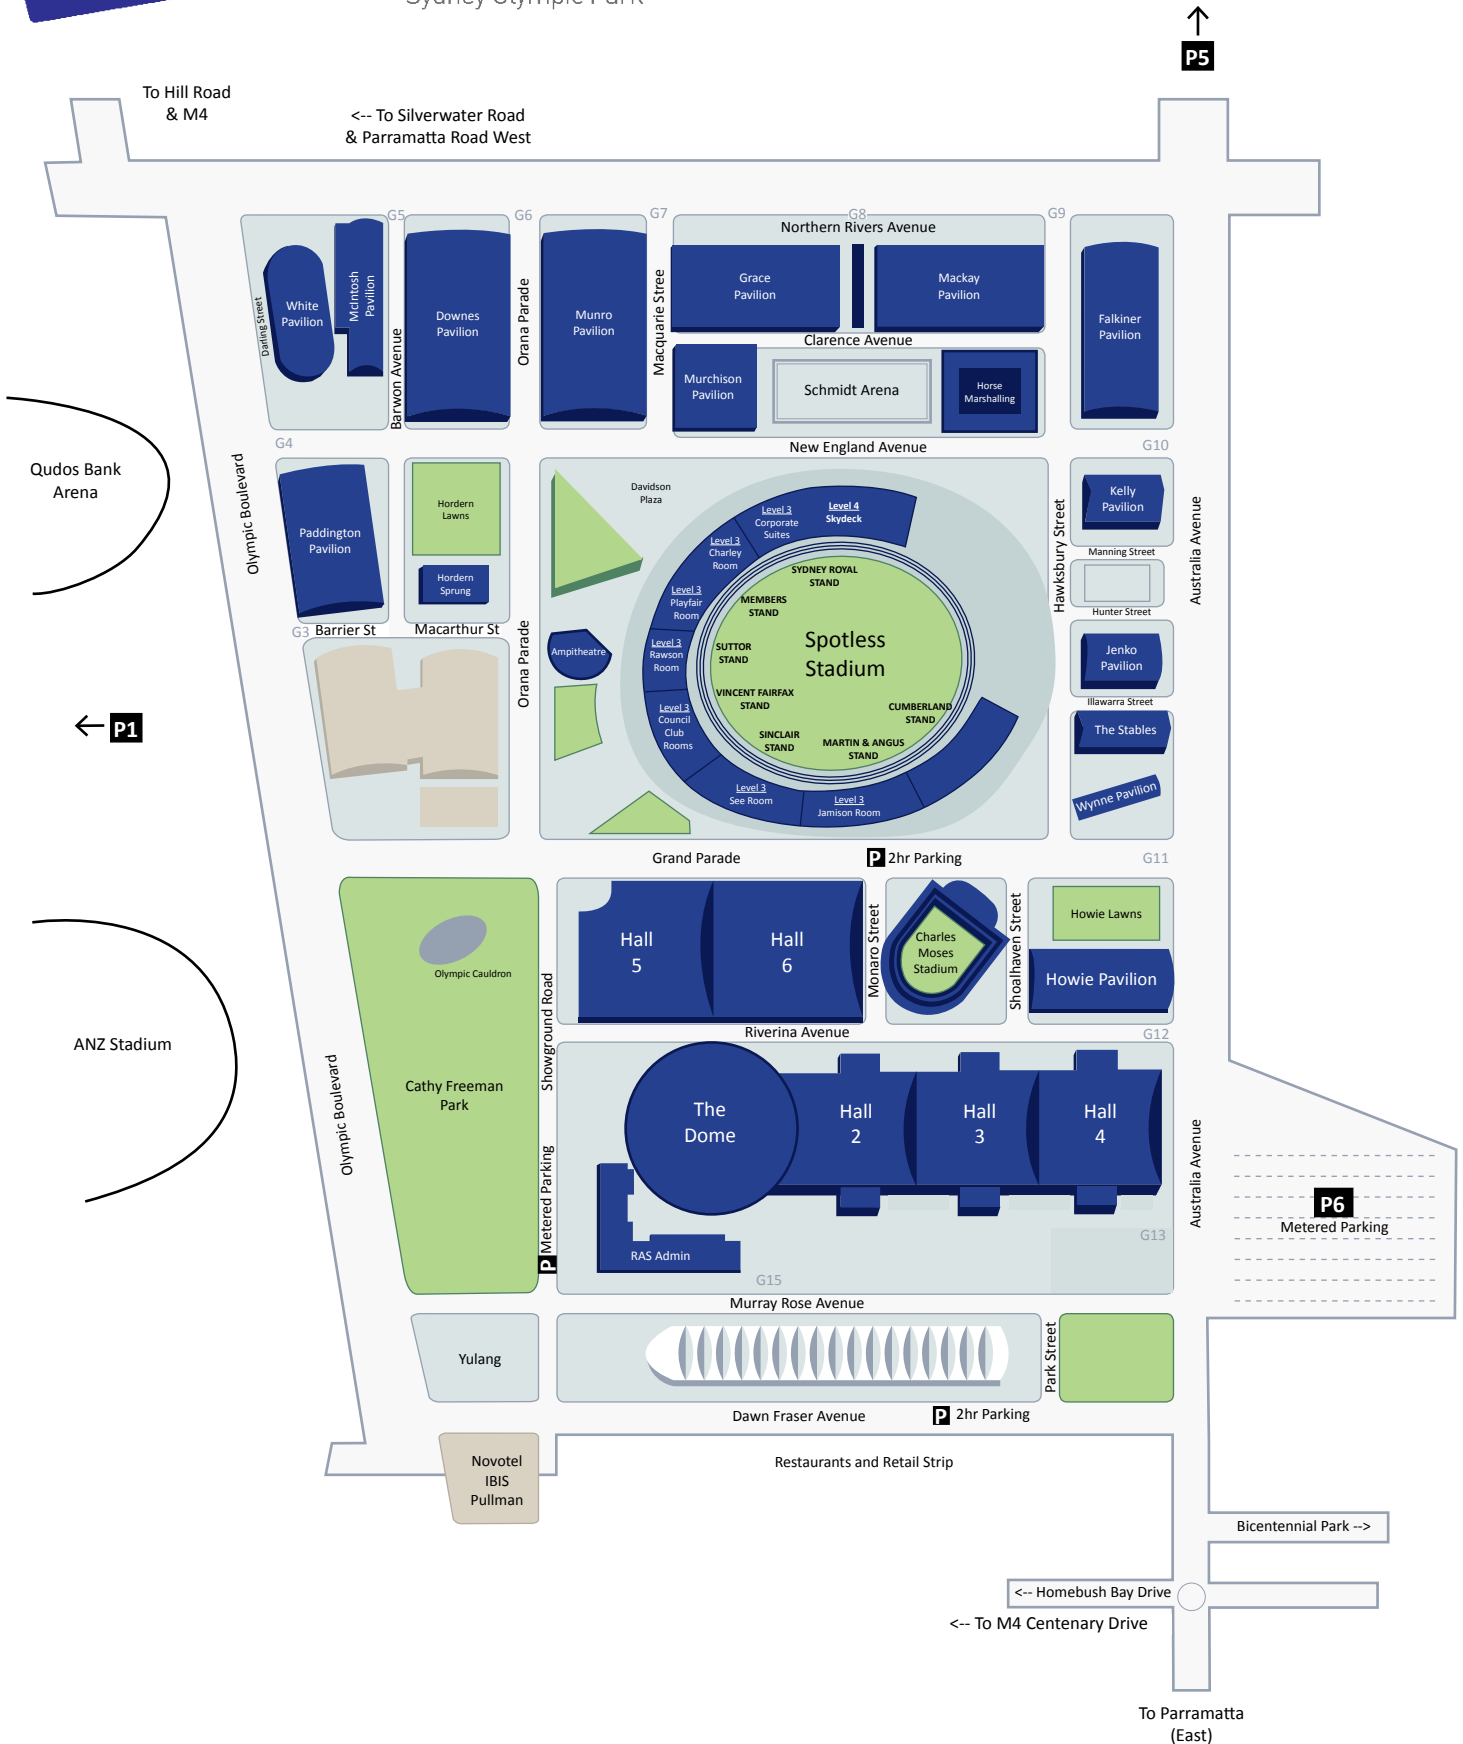 Sydney Olympic Park
P5
To Hill Road
& M4
<-- To Silverwater Road
& Parramatta Road West
G5
G6
G7
G8
G9
Northern Rivers Avenue
White
Pavilion
McIntosh
Pavilion
Darling Street
Barwon Avenue
Downes
Pavilion
Orana Parade
Munro
Pavilion
Macquarie Stree
Grace
Pavilion
Mackay
Pavilion
Falkiner
Pavilion
Clarence Avenue
Murchison
Pavilion
Schmidt Arena
Horse
Marshalling
New England Avenue
G4
G10
Qudos Bank
Arena
Olympic Boulevard
Paddington
Pavilion
Hordern
Lawns
Hordern
Sprung
Davidson
Plaza
Level 3
Corporate
Suites
Level 4
Skydeck
Level 3
Charley
Room
Level 3
Playfair
Room
Level 3
Rawson
Room
Level 3
Council
Club
Rooms
Level 3
See Room
Level 3
Jamison Room
SYDNEY ROYAL
STAND
MEMBERS
STAND
SUTTOR
STAND
VINCENT FAIRFAX
STAND
SINCLAIR
STAND
MARTIN & ANGUS
STAND
CUMBERLAND
STAND
Spotless
Stadium
Ampitheatre
Hawksbury Street
Kelly
Pavilion
Manning Street
Hunter Street
Australia Avenue
Jenko
Pavilion
Illawarra Street
The Stables
Wynne Pavilion
G3
Barrier St
Macarthur St
Orana Parade
P1
Grand Parade
P 2hr Parking
G11
Olympic Cauldron
Cathy Freeman
Park
Olympic Boulevard
ANZ Stadium
Showground Road
P Metered Parking
Hall
5
Hall
6
Monaro Street
Charles
Moses
Stadium
Shoalhaven Street
Howie Lawns
Howie Pavilion
Riverina Avenue
G12
The
Dome
Hall
2
Hall
3
Hall
4
Australia Avenue
P6
Metered Parking
RAS Admin
G13
G15
Murray Rose Avenue
Yulang
Park Street
Dawn Fraser Avenue
P 2hr Parking
Novotel
IBIS
Pullman
Restaurants and Retail Strip
Bicentennial Park -->
<-- Homebush Bay Drive
<-- To M4 Centenary Drive
To Parramatta
(East)